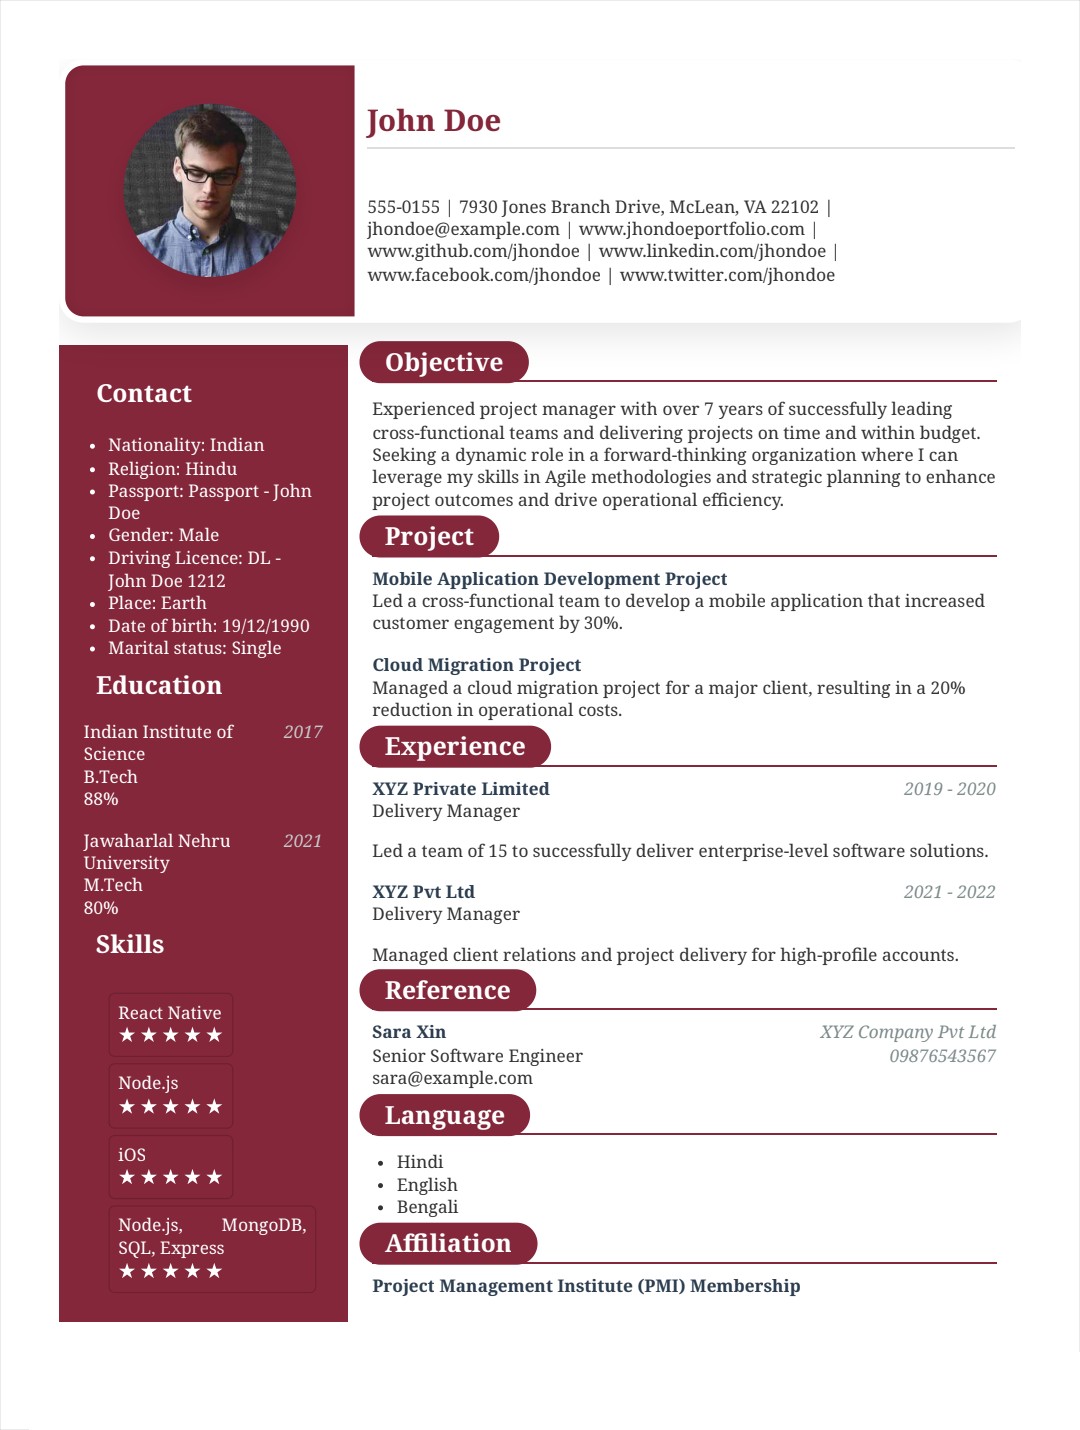 John Doe
555-0155 | 7930 Jones Branch Drive, McLean, VA 22102 |
jhondoe@example.com | www.jhondoeportfolio.com |
www.github.com/jhondoe | www.linkedin.com/jhondoe |
www.facebook.com/jhondoe | www.twitter.com/jhondoe
Contact
• Nationality: Indian
• Religion: Hindu
• Passport: Passport - John
Doe
• Gender: Male
• Driving Licence: DL -
John Doe 1212
• Place: Earth
• Date of birth: 19/12/1990
• Marital status: Single
Education
Indian Institute of 2017
Science
B.Tech
88%
Jawaharlal Nehru 2021
University
M.Tech
80%
Skills
React Native
★★★★★
Node.js
★★★★★
iOS
★★★★★
Node.js, MongoDB,
SQL, Express
★★★★★
Objective
Experienced project manager with over 7 years of successfully leading
cross-functional teams and delivering projects on time and within budget.
Seeking a dynamic role in a forward-thinking organization where I can
leverage my skills in Agile methodologies and strategic planning to enhance
project outcomes and drive operational efficiency.
Project
Mobile Application Development Project
Led a cross-functional team to develop a mobile application that increased
customer engagement by 30%.
Cloud Migration Project
Managed a cloud migration project for a major client, resulting in a 20%
reduction in operational costs.
Experience
XYZ Private Limited 2019 - 2020
Delivery Manager
Led a team of 15 to successfully deliver enterprise-level software solutions.
XYZ Pvt Ltd 2021 - 2022
Delivery Manager
Managed client relations and project delivery for high-profile accounts.
Reference
Sara Xin XYZ Company Pvt Ltd
Senior Software Engineer 09876543567
sara@example.com
Language
• Hindi
• English
• Bengali
Affiliation
Project Management Institute (PMI) Membership